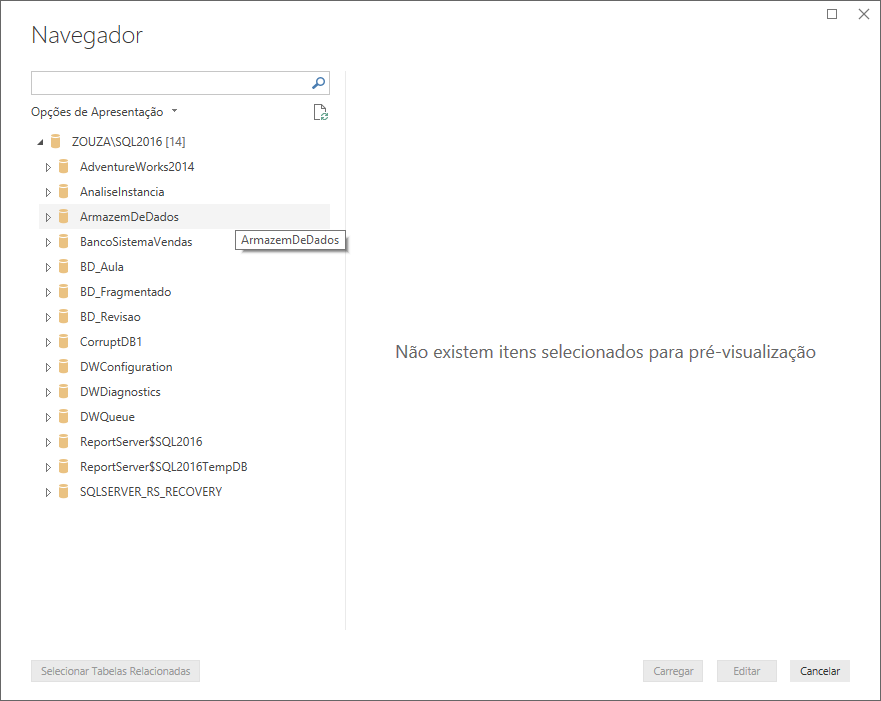 Navegador
Opções de Apresentação
ZOUZA\SQL2016 [14]
AdventureWorks2014
AnaliseInstancia
ArmazemDeDados
BancoSistemaVendas
ArmazemDeDados
BD_Aula
BD_Fragmentado
BD_Revisao
CorruptDB1
DWConfiguration
DWDiagnostics
DWQueue
ReportServer$SQL2016
ReportServer$SQL2016TempDB
SQLSERVER_RS_RECOVERY
Não existem itens selecionados para pré-visualização
Selecionar Tabelas Relacionadas
Carregar
Editar
Cancelar